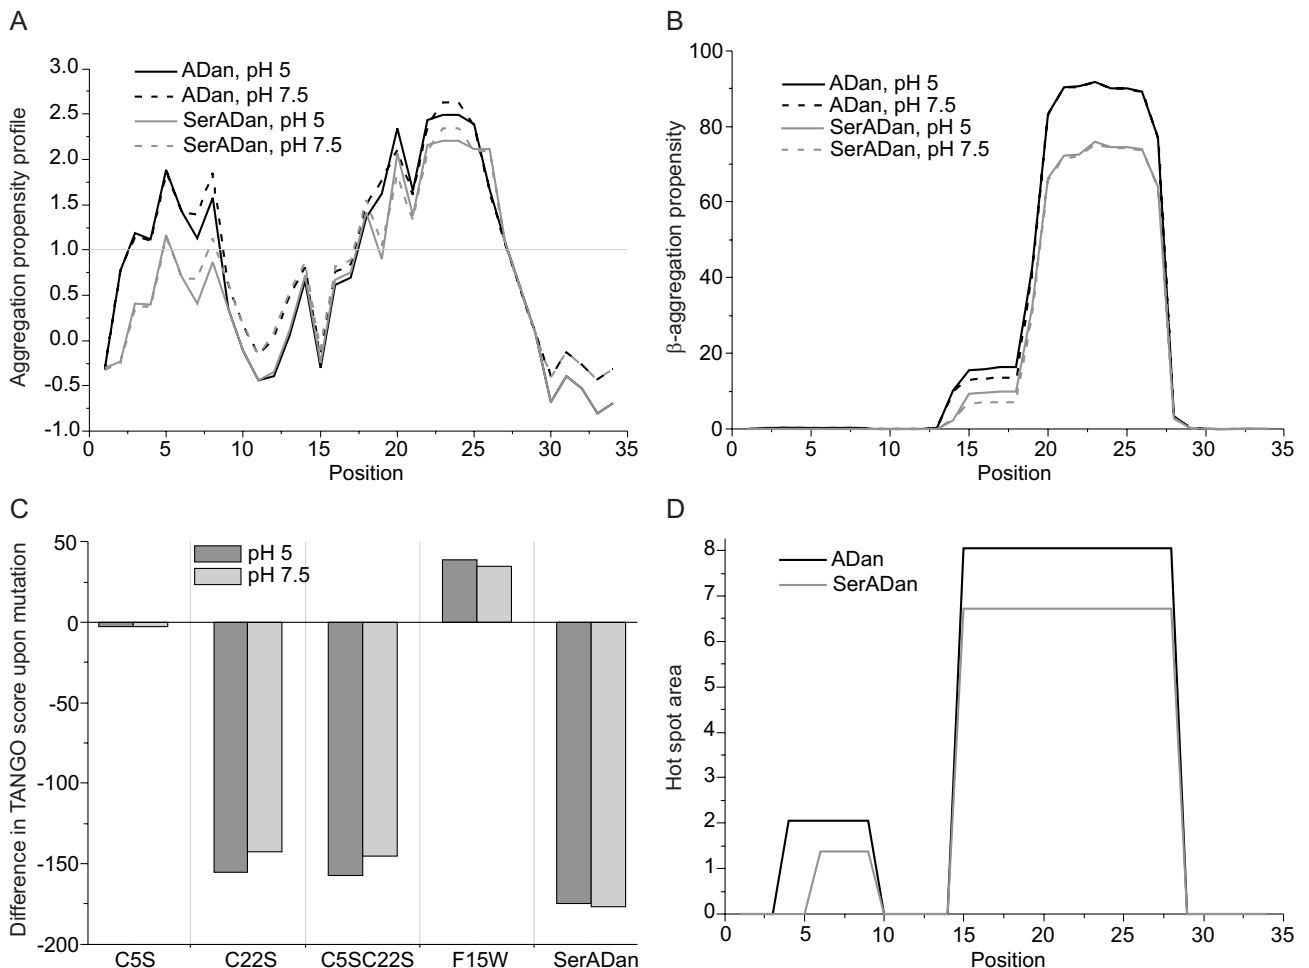 A
Aggregation propensity profile
3.0
2.5
2.0
1.5
1.0
0.5
0.0
-0.5
-1.0
ADan, pH 5
ADan, pH 7.5
SerADan, pH 5
SerADan, pH 7.5
0 5 10 15 20 25 30 35
Position
B
β-aggregation propensity
100
80
60
40
20
0
ADan, pH 5
ADan, pH 7.5
SerADan, pH 5
SerADan, pH 7.5
0 5 10 15 20 25 30 35
Position
C
Difference in TANGO score upon mutation
50
0
-50
-100
-150
-200
pH 5
pH 7.5
C5S C22S C5SC22S F15W SerADan
D
Hot spot area
8
7
6
5
4
3
2
1
0
ADan
SerADan
0 5 10 15 20 25 30 35
Position